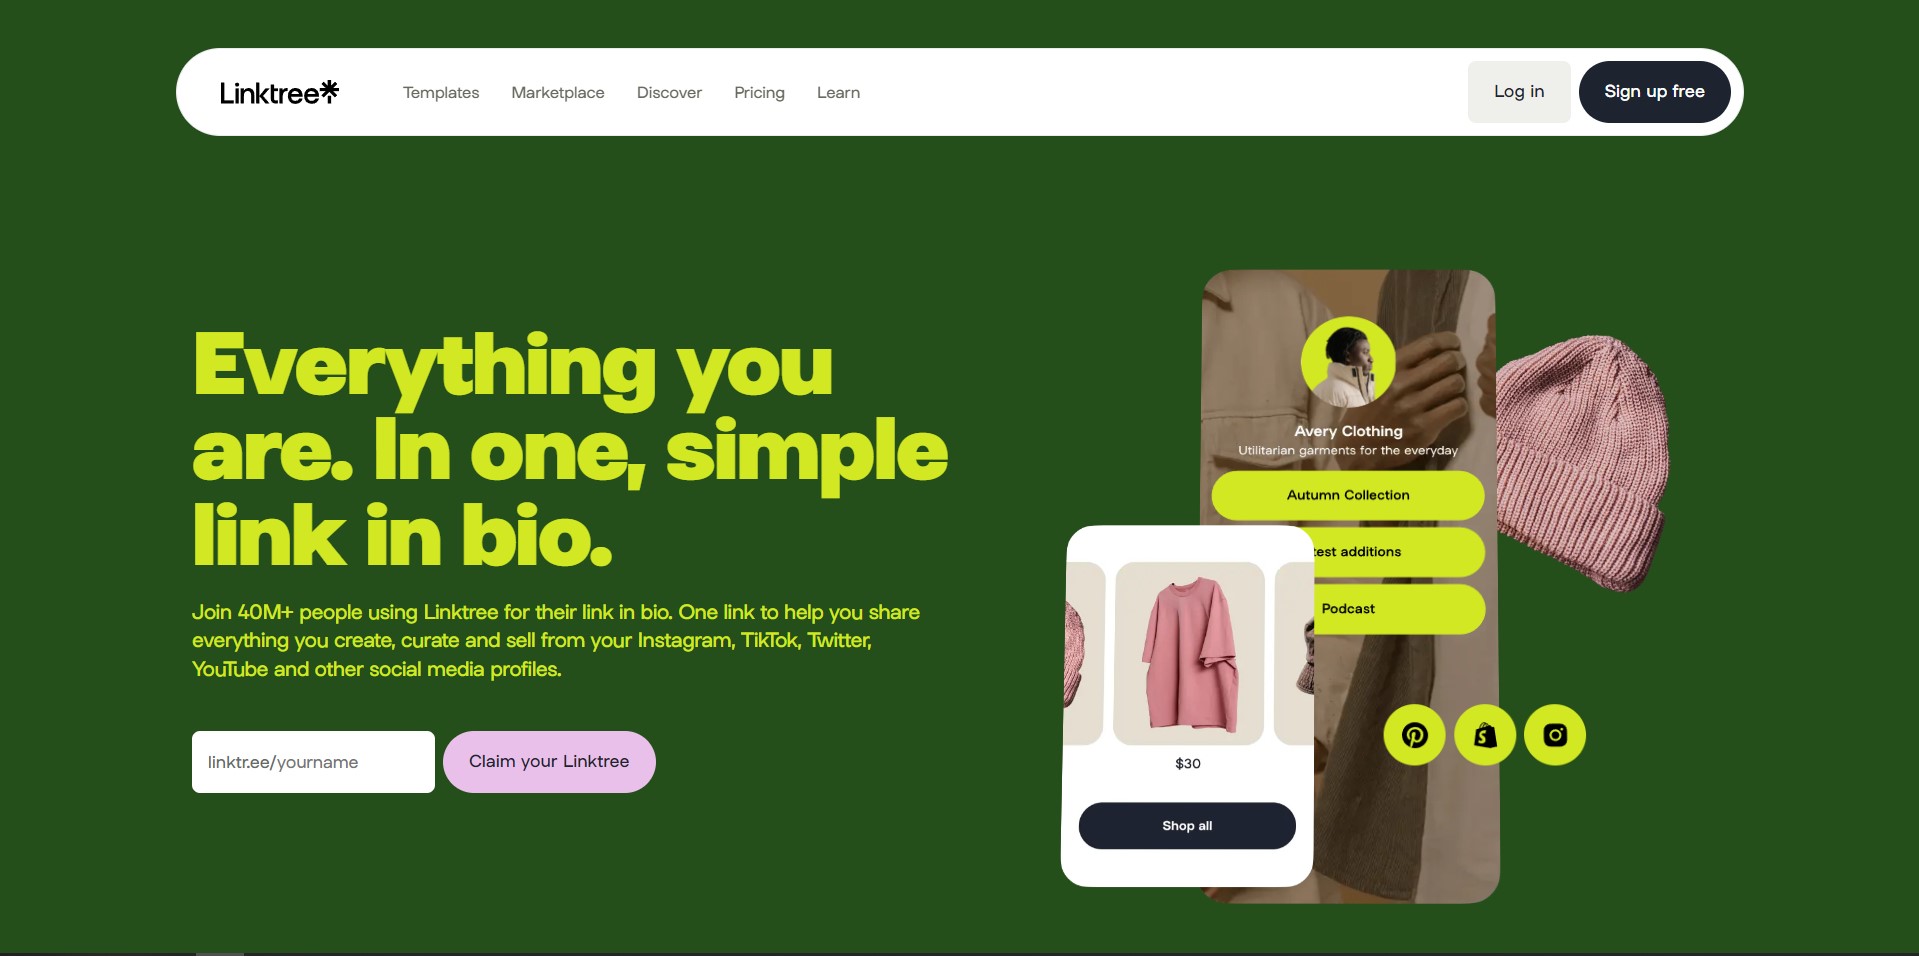 Linktree
Templates
Marketplace
Discover
Pricing
Learn
Log in
Sign up free
Everything you
are. In one, simple
link in bio.
Join 40M+ people using Linktree for their link in bio. One link to help you share
everything you create, curate and sell from your Instagram, TikTok, Twitter,
YouTube and other social media profiles.
linktr.ee/yourname
Claim your Linktree
Avery Clothing
Utilitarian garments for the everyday
Autumn Collection
additions
Podcast
$30
Shop all